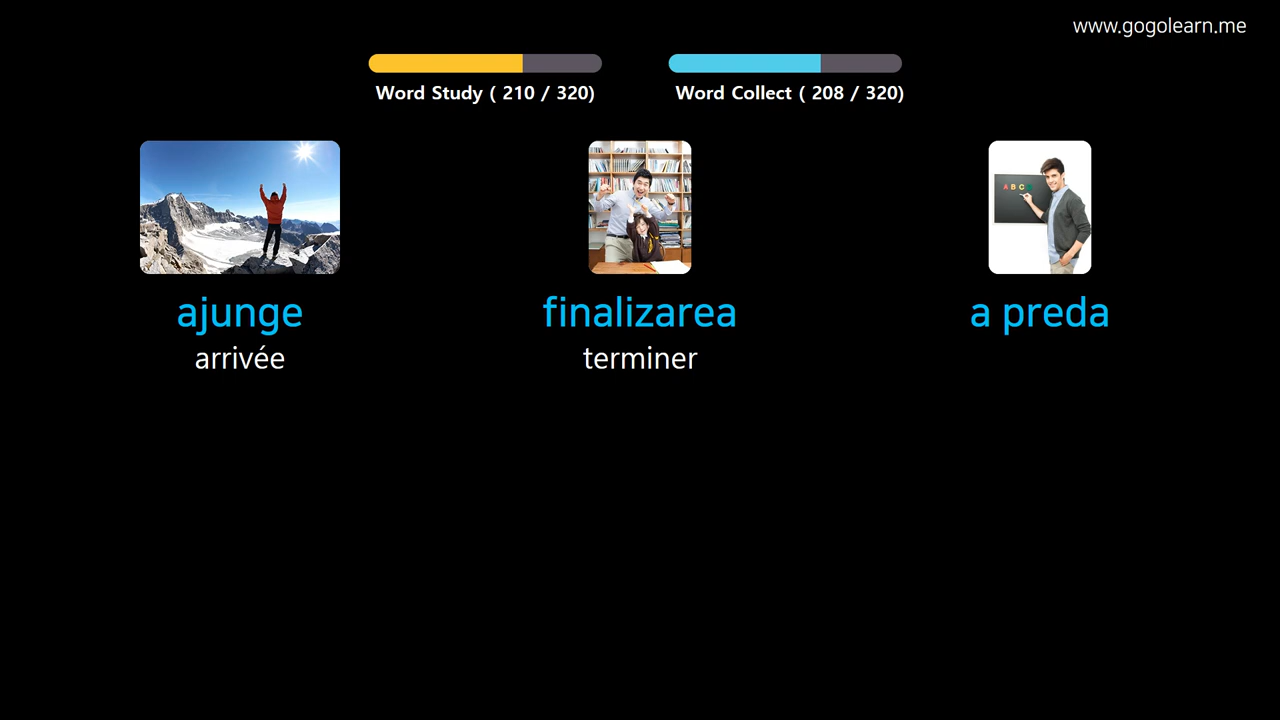 www.gogolearn.me
Word Study ( 210 / 320)
Word Collect ( 208 / 320)
A B C
ajunge
finalizarea
a preda
arrivée
terminer